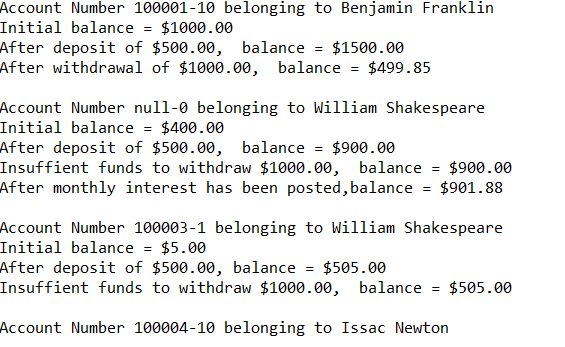 Account Number 100001-10 belonging to Benjamin Franklin
Initial balance = $1000.00
After deposit of $500.00,  balance = $1500.00
After withdrawal of $1000.00,  balance = $499.85

Account Number null-0 belonging to William Shakespeare
Initial balance = $400.00
After deposit of $500.00,  balance = $900.00
Insuffient funds to withdraw $1000.00,  balance = $900.00
After monthly interest has been posted,balance = $901.88

Account Number 100003-1 belonging to William Shakespeare
Initial balance = $5.00
After deposit of $500.00, balance = $505.00
Insuffient funds to withdraw $1000.00,  balance = $505.00

Account Number 100004-10 belonging to Issac Newton